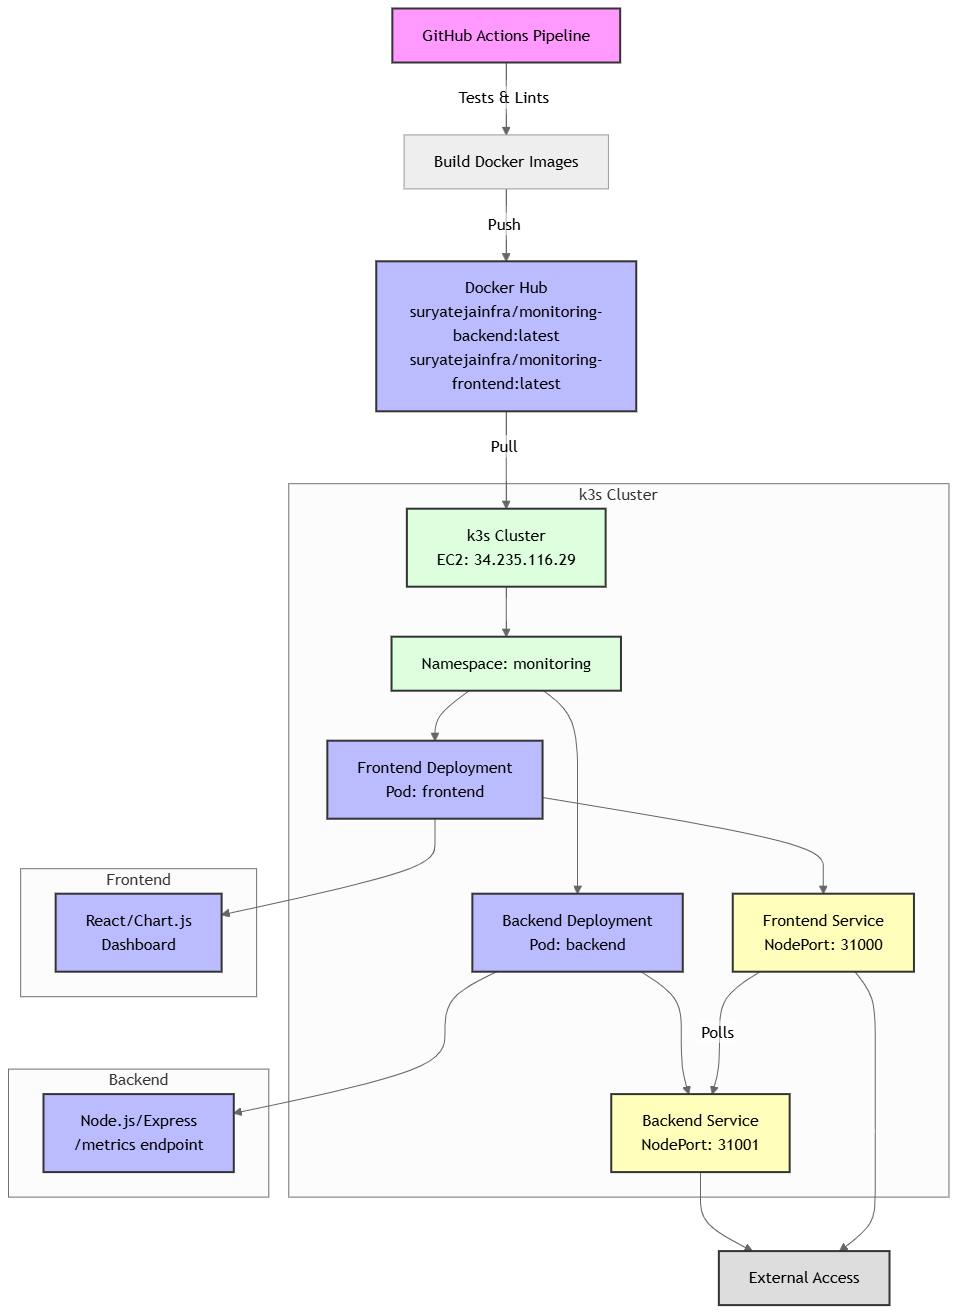 GitHub Actions Pipeline
Tests & Lints
Build Docker Images
Push
Docker Hub
suryatejainfra/monitoring-
backend:latest
suryatejainfra/monitoring-
frontend:latest
Pull
k3s Cluster
k3s Cluster
EC2: 34.235.116.29
Namespace: monitoring
Frontend Deployment
Pod: frontend
Frontend
React/Chart.js
Dashboard
Backend Deployment
Pod: backend
Frontend Service
NodePort: 31000
Polls
Backend
Node.js/Express
/metrics endpoint
Backend Service
NodePort: 31001
External Access